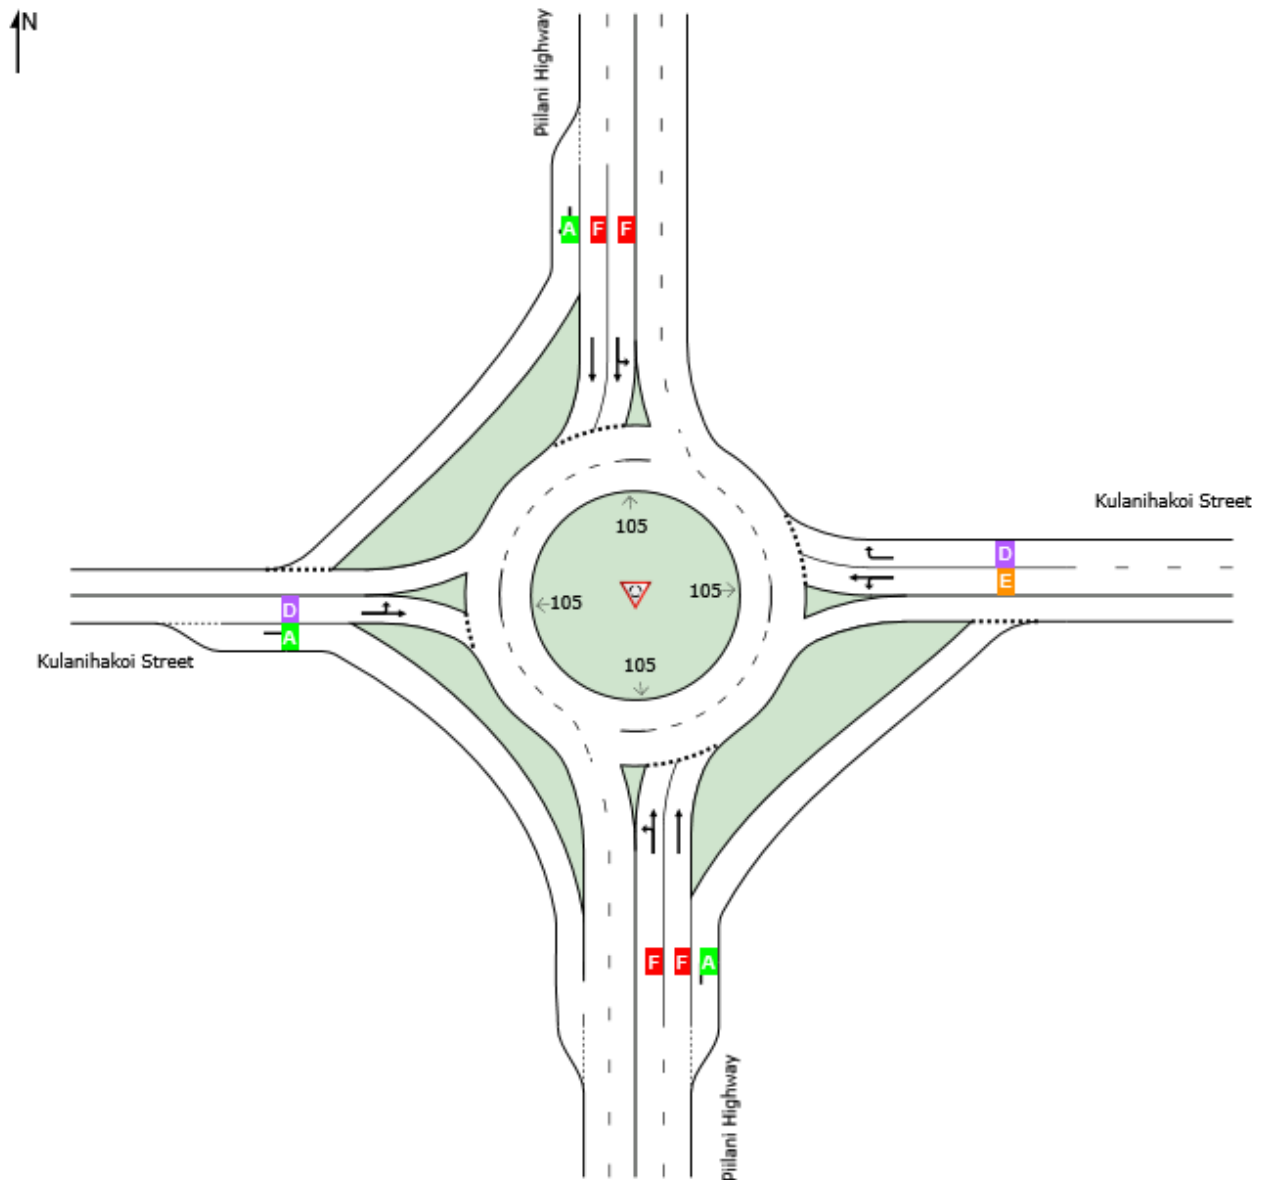 N
Piilani Highway
A F F
105
Kulanihakoi Street
D
E
105 105
D
A
105
Kulanihakoi Street
F F A
Piilani Highway